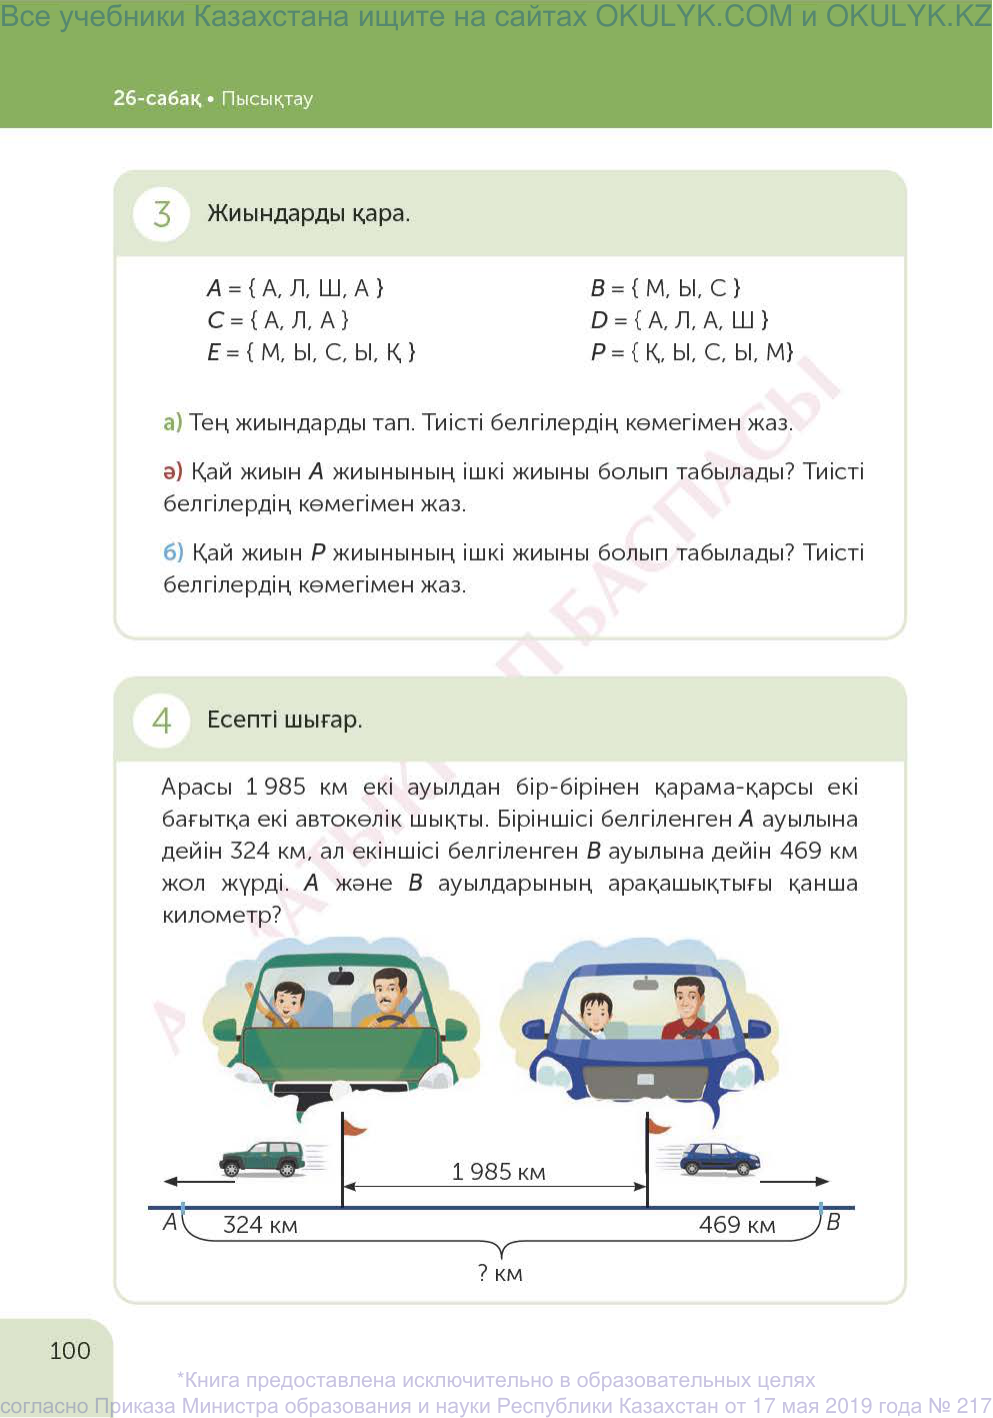 Все учебники Казахстана ищите на сайтах OKULYK.COM и OKULYK.KZ
26-сабақ • Пысықтау
3 Жиындарды қара.
A = { А, Л, Ш, А } B = { М, Ы, С }
C = { А, Л, А } D = { А, Л, А, Ш }
E = { М, Ы, С, Ы, Қ } P = { Қ, Ы, С, Ы, М}
а) Тең жиындарды тап. Тиісті белгілердің көмегімен жаз.
ә) Қай жиын A жиынының ішкі жиыны болып табылады? Тиісті
белгілердің көмегімен жаз.
б) Қай жиын P жиынының ішкі жиыны болып табылады? Тиісті
белгілердің көмегімен жаз.
4 Есепті шығар.
Арасы 1 985 км екі ауылдан бір-бірінен қарама-қарсы екі
бағытқа екі автокөлік шықты. Біріншісі белгіленген A ауылына
дейін 324 км, ал екіншісі белгіленген B ауылына дейін 469 км
жол жүрді. A және B ауылдарының арақашықтығы қанша
километр?
1 985 км
A 324 км 469 км B
? км
100
*Книга предоставлена исключительно в образовательных целях
согласно Приказа Министра образования и науки Республики Казахстан от 17 мая 2019 года № 217